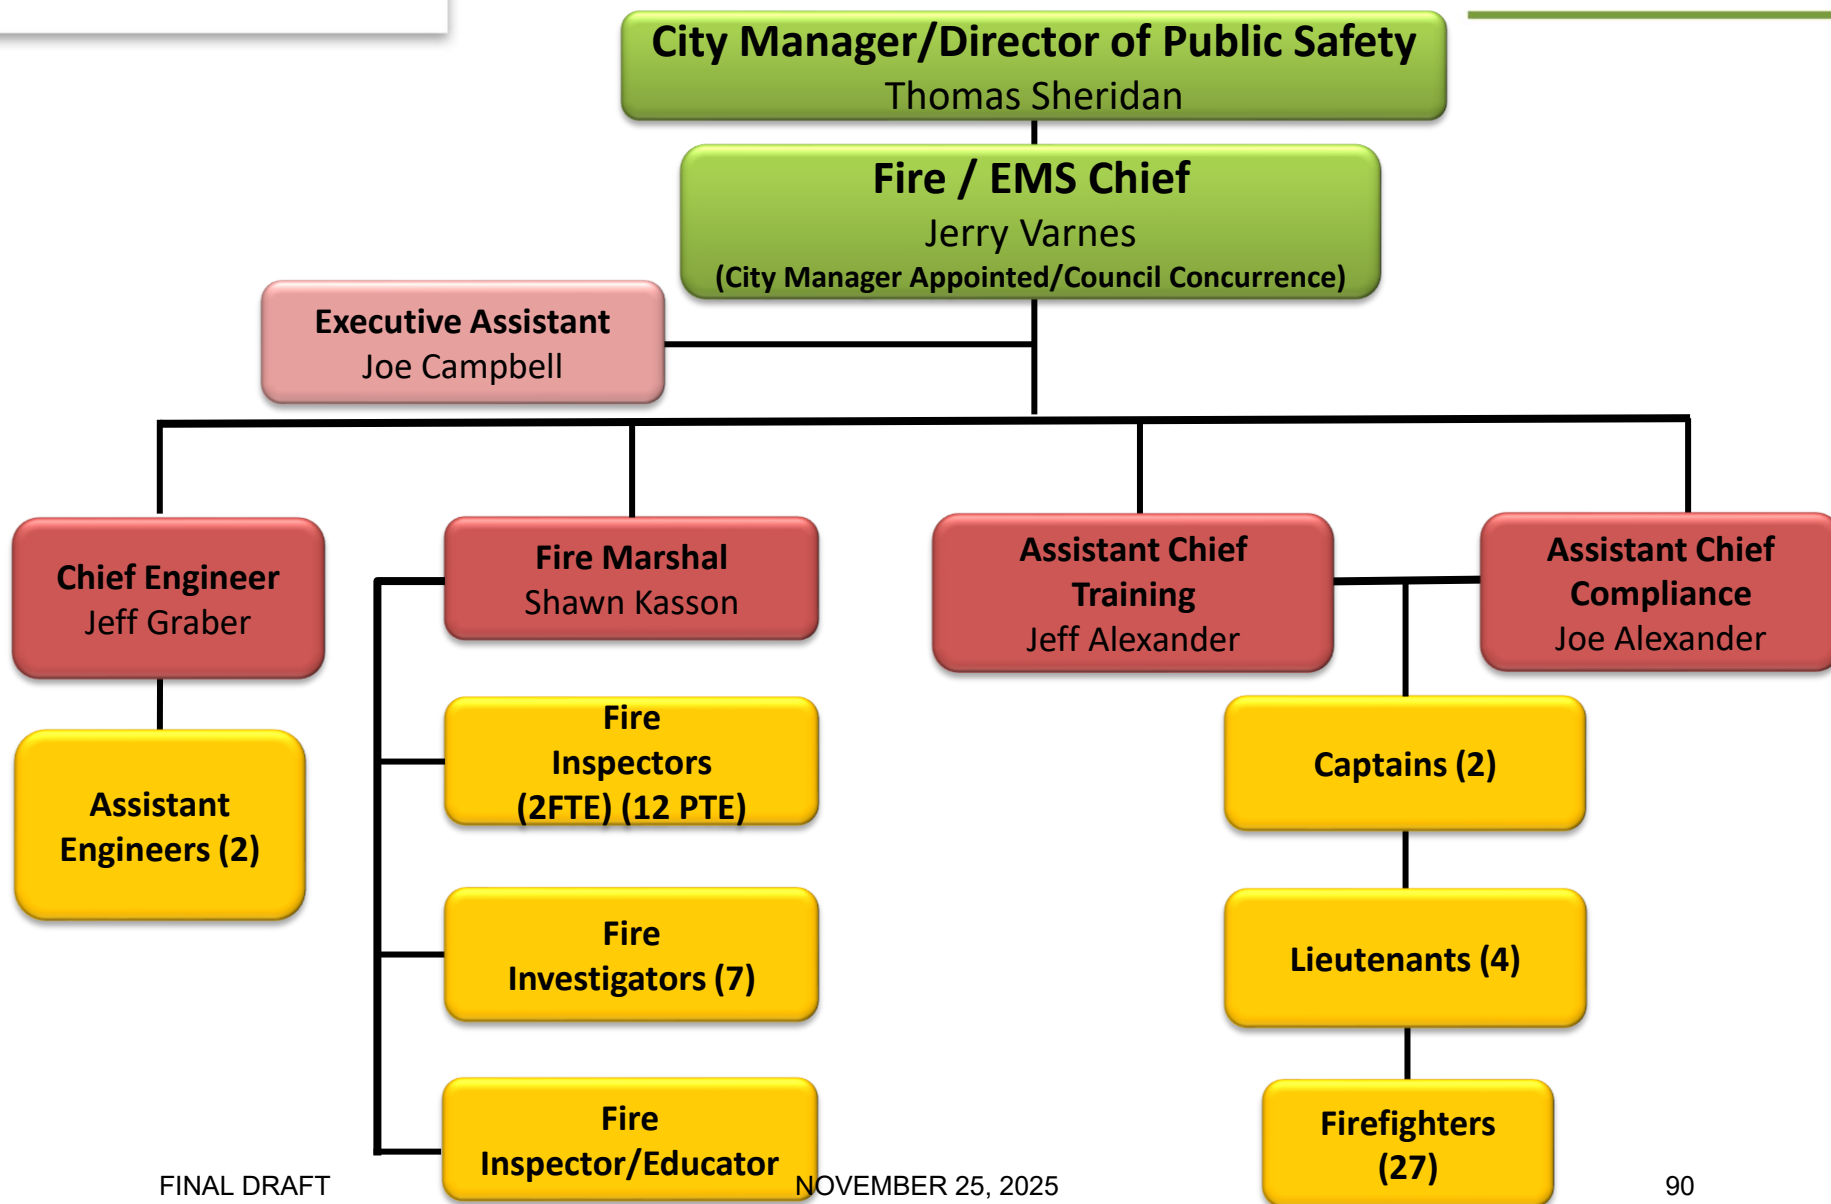 City Manager/Director of Public Safety
Thomas Sheridan
Fire / EMS Chief
Jerry Varnes
(City Manager Appointed/Council Concurrence)
Executive Assistant
Joe Campbell
Chief Engineer
Jeff Graber
Fire Marshal
Shawn Kasson
Assistant Chief
Training
Jeff Alexander
Assistant Chief
Compliance
Joe Alexander
Assistant
Engineers (2)
Fire
Inspectors
(2FTE) (12 PTE)
Fire
Investigators (7)
Fire
Inspector/Educator
Captains (2)
Lieutenants (4)
Firefighters
(27)
FINAL DRAFT
NOVEMBER 25, 2025
90